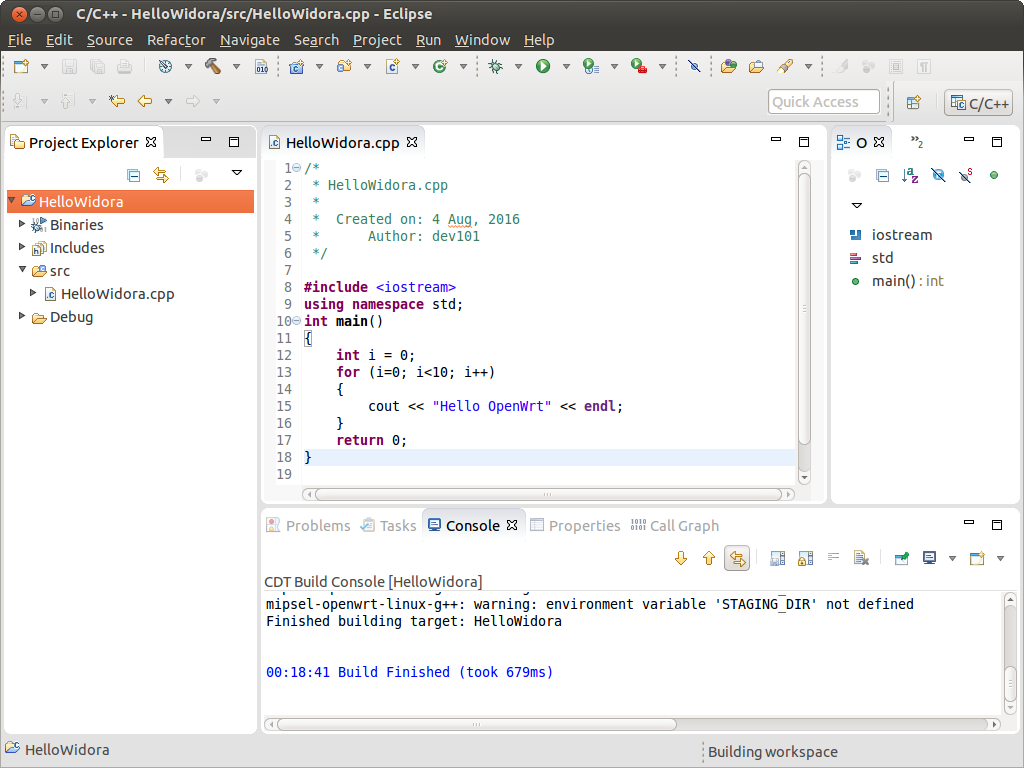 C/C++ - HelloWidora/src/HelloWidora.cpp - Eclipse
File Edit Source Refactor Navigate Search Project Run Window Help
010
Quick Access
C/C++
Project Explorer
HelloWidora
Binaries
Includes
src
HelloWidora.cpp
Debug
HelloWidora.cpp
1 /*
2  * HelloWidora.cpp
3  *
4  *  Created on: 4 Aug, 2016
5  *      Author: dev101
6  */
7
8 #include <iostream>
9 using namespace std;
10 int main()
11 {
12     int i = 0;
13     for (i=0; i<10; i++)
14     {
15         cout << "Hello OpenWrt" << endl;
16     }
17     return 0;
18 }
19
O
»2
iostream
std
main() : int
Problems Tasks Console Properties Call Graph
CDT Build Console [HelloWidora]
mipsel-openwrt-linux-g++: warning: environment variable 'STAGING_DIR' not defined
Finished building target: HelloWidora
00:18:41 Build Finished (took 679ms)
HelloWidora
Building workspace